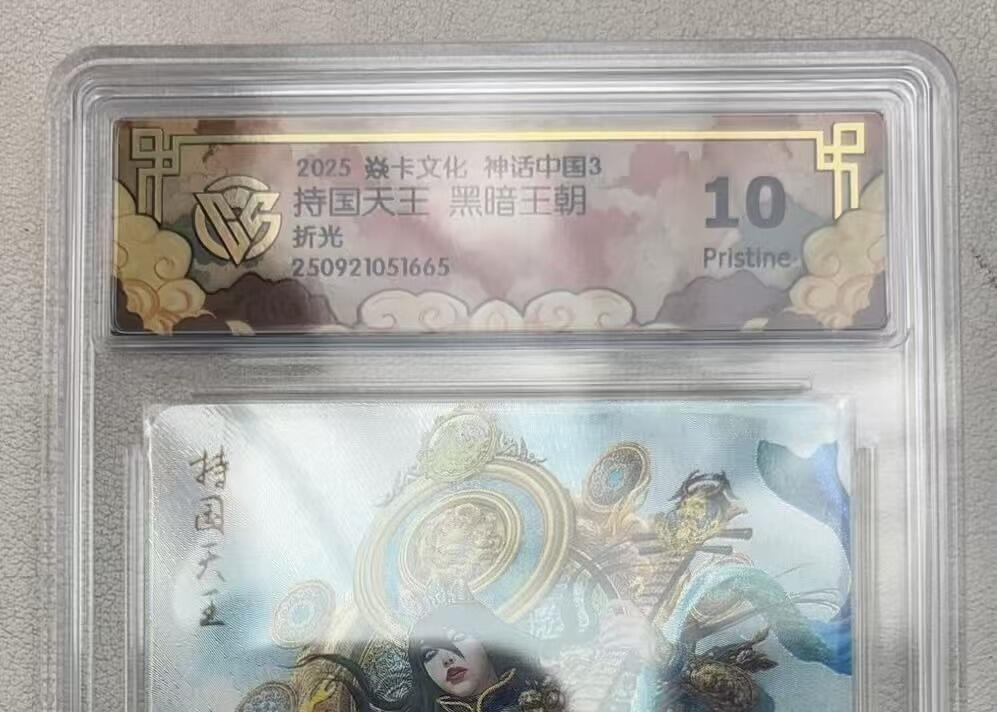 2025 焱卡文化 神话中国3
持国天王 黑暗王朝
折光
250921051665
10
Pristine
CCS
持国天王